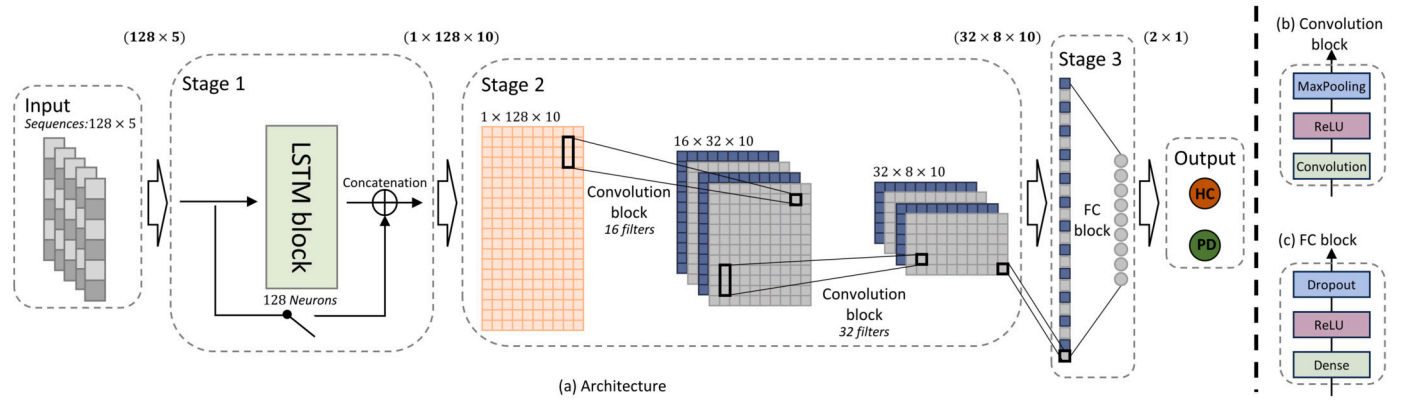 (128 × 5)
(1 × 128 × 10)
(32 × 8 × 10)
(2 × 1)
Input
Sequences:128 × 5
Stage 1
LSTM block
128 Neurons
Concatenation
Stage 2
1 × 128 × 10
Convolution
block
16 filters
16 × 32 × 10
Convolution
block
32 filters
32 × 8 × 10
Stage 3
FC
block
Output
HC
PD
(a) Architecture
(b) Convolution
block
MaxPooling
ReLU
Convolution
(c) FC block
Dropout
ReLU
Dense